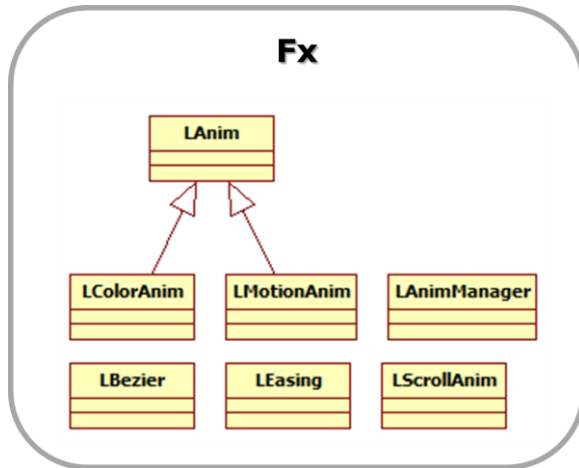 Fx
LAnim
LColorAnim LMotionAnim LAnimManager
LBezier LEasing LScrollAnim